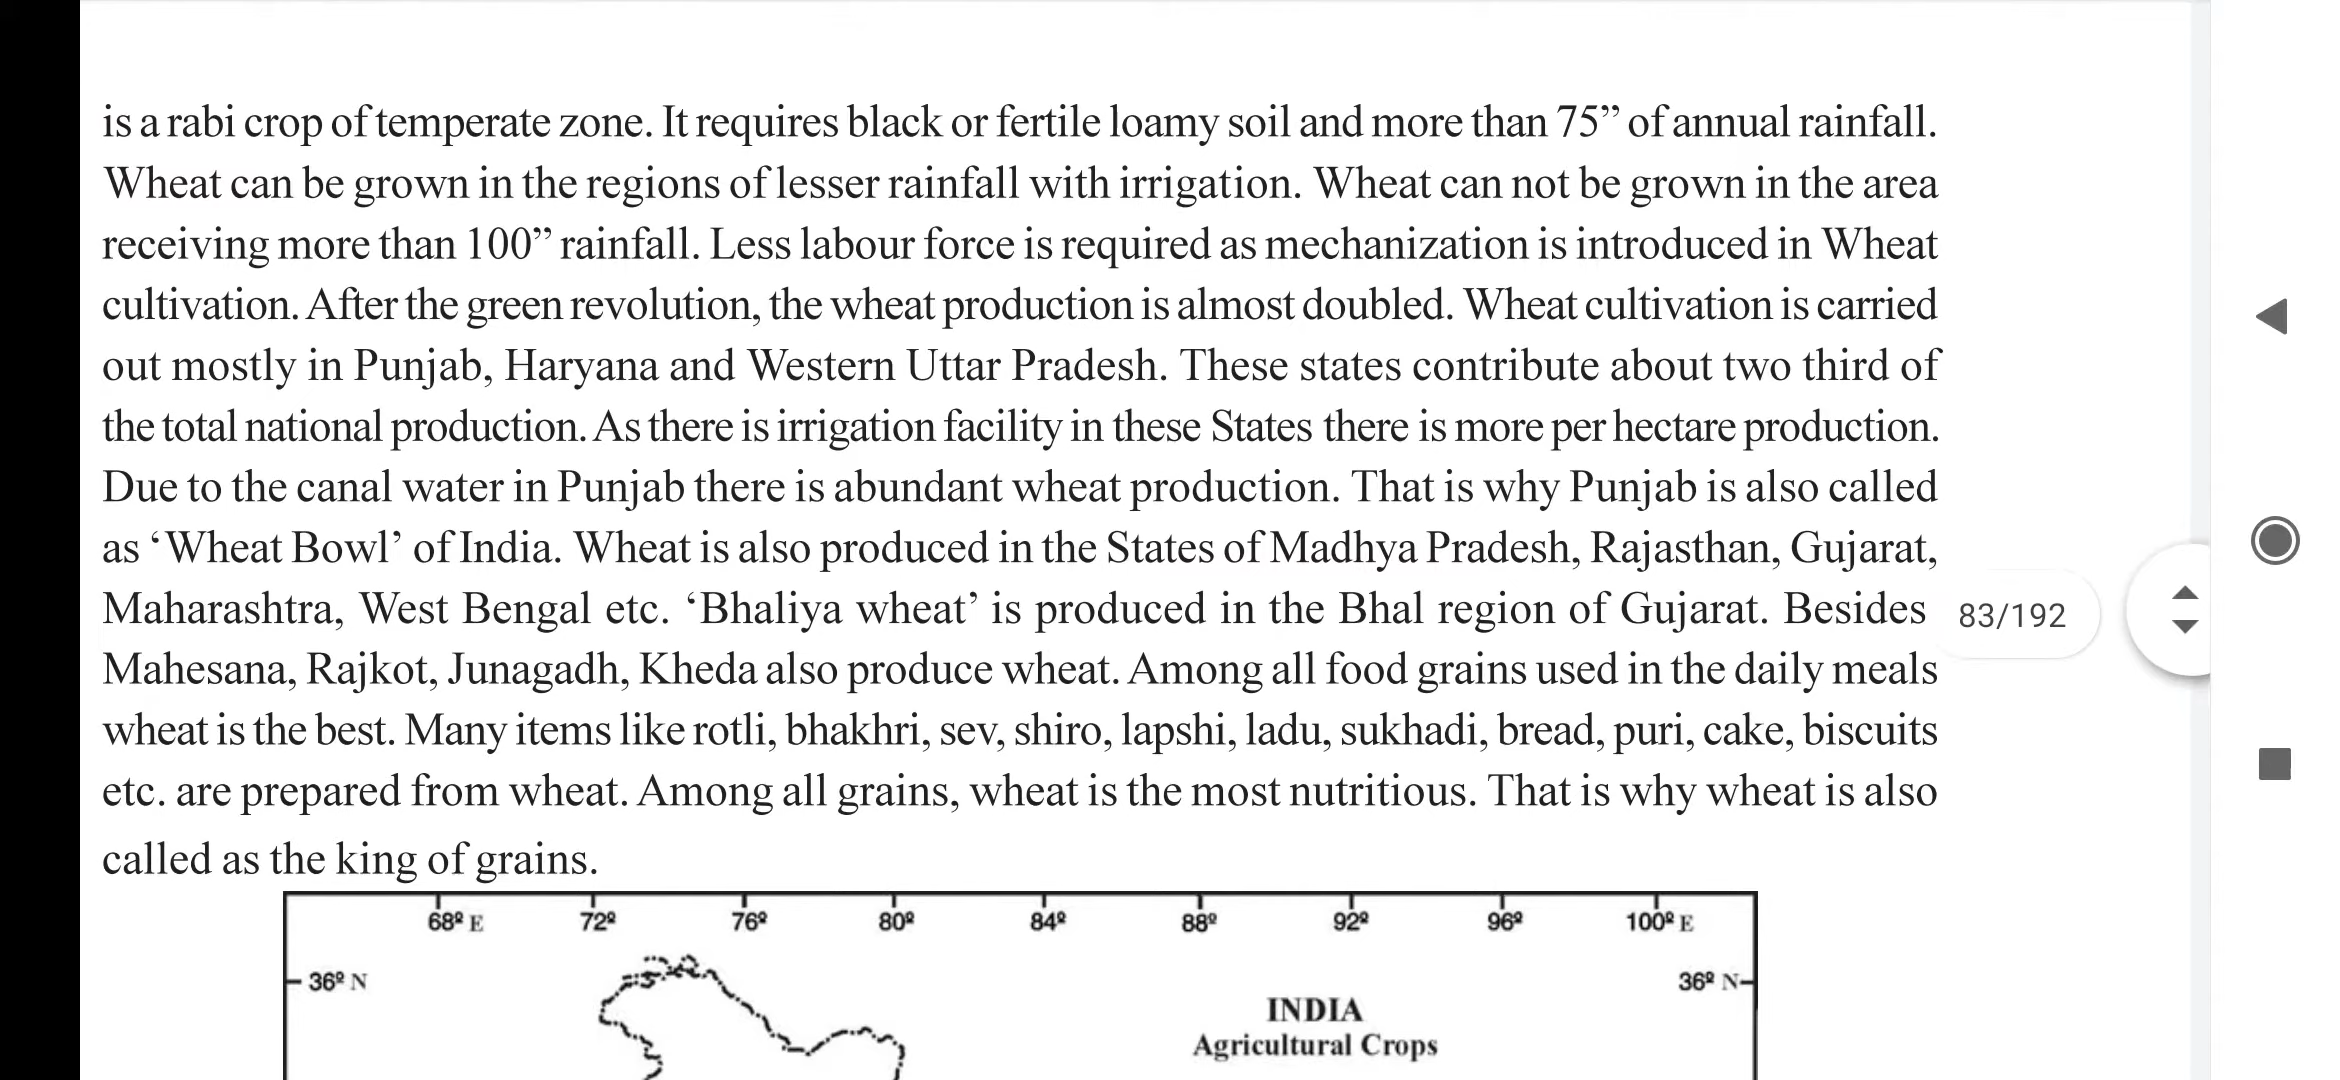 is a rabi crop of temperate zone. It requires black or fertile loamy soil and more than 75” of annual rainfall.
Wheat can be grown in the regions of lesser rainfall with irrigation. Wheat can not be grown in the area
receiving more than 100” rainfall. Less labour force is required as mechanization is introduced in Wheat
cultivation. After the green revolution, the wheat production is almost doubled. Wheat cultivation is carried
out mostly in Punjab, Haryana and Western Uttar Pradesh. These states contribute about two third of
the total national production. As there is irrigation facility in these States there is more per hectare production.
Due to the canal water in Punjab there is abundant wheat production. That is why Punjab is also called
as ‘Wheat Bowl’ of India. Wheat is also produced in the States of Madhya Pradesh, Rajasthan, Gujarat,
Maharashtra, West Bengal etc. ‘Bhaliya wheat’ is produced in the Bhal region of Gujarat. Besides
83/192
Mahesana, Rajkot, Junagadh, Kheda also produce wheat. Among all food grains used in the daily meals
wheat is the best. Many items like rotli, bhakhri, sev, shiro, lapshi, ladu, sukhadi, bread, puri, cake, biscuits
etc. are prepared from wheat. Among all grains, wheat is the most nutritious. That is why wheat is also
called as the king of grains.
68º E 72º 76º 80º 84º 88º 92º 96º 100º E
36º N 36º N
INDIA
Agricultural Crops